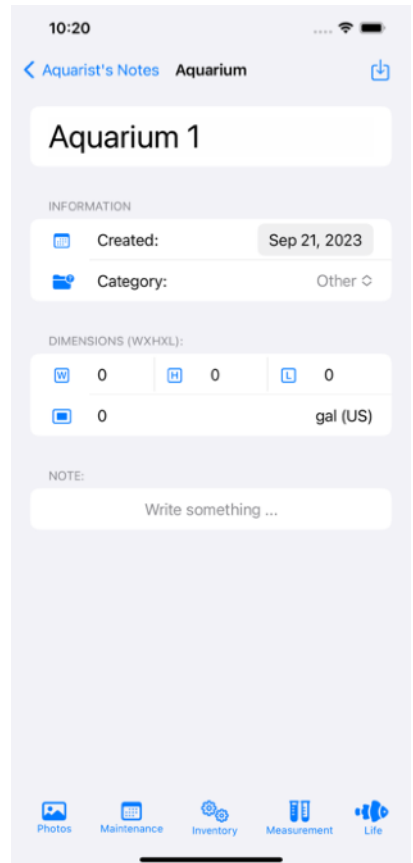 10:20
Aquarist's Notes Aquarium
Aquarium 1
INFORMATION
Created: Sep 21, 2023
Category: Other
DIMENSIONS (WXHXL):
W 0 H 0 L 0
0 gal (US)
NOTE:
Write something ...
Photos Maintenance Inventory Measurement Life